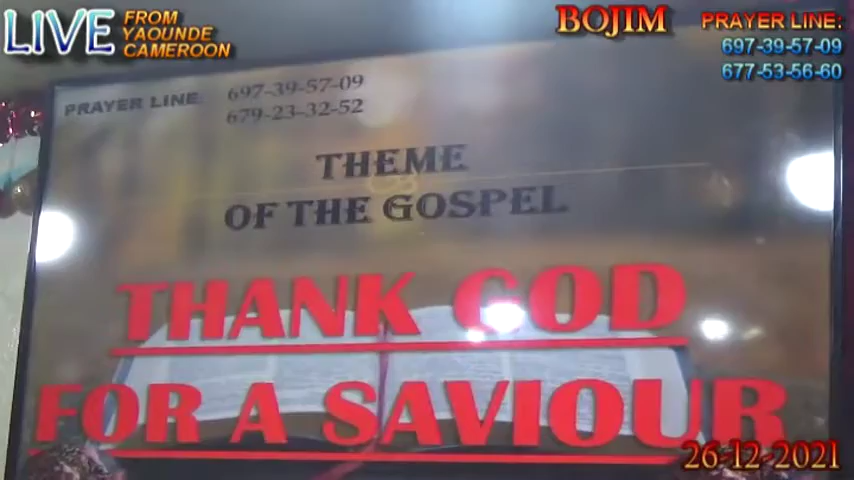 LIVE FROM
YAOUNDE
CAMEROON
BOJIM
PRAYER LINE:
697-39-57-09
677-53-56-60
PRAYER LINE: 697-39-57-09
679-23-32-52
THEME
OF THE GOSPEL
THANK GOD
FOR A SAVIOUR
26-12-2021